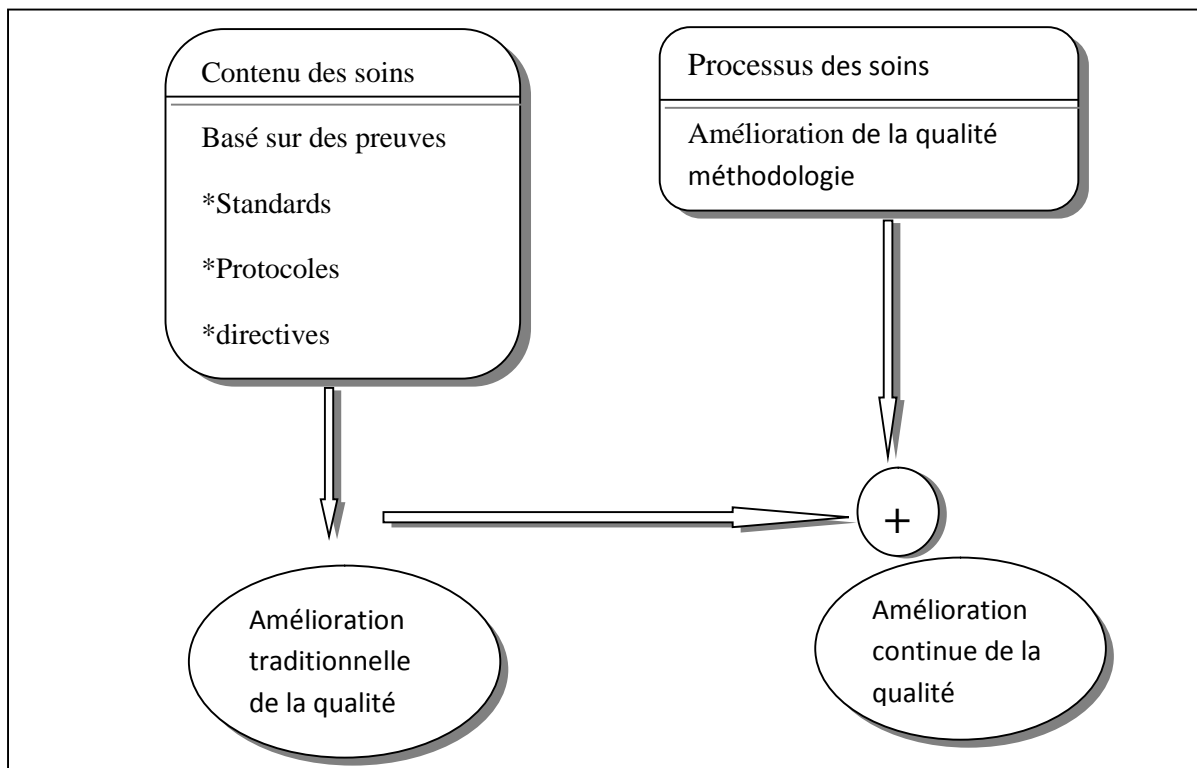 Contenu des soins
Basé sur des preuves
*Standards
*Protocoles
*directives
Processus des soins
Amélioration de la qualité
méthodologie
+
Amélioration
traditionnelle
de la qualité
Amélioration
continue de la
qualité